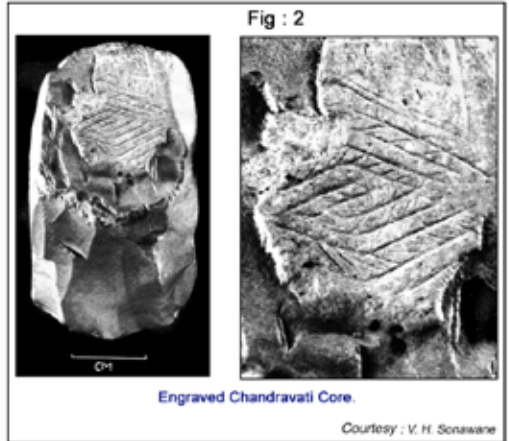 Fig : 2
CM
Engraved Chandravati Core.
Courtesy : V. H. Sonawane